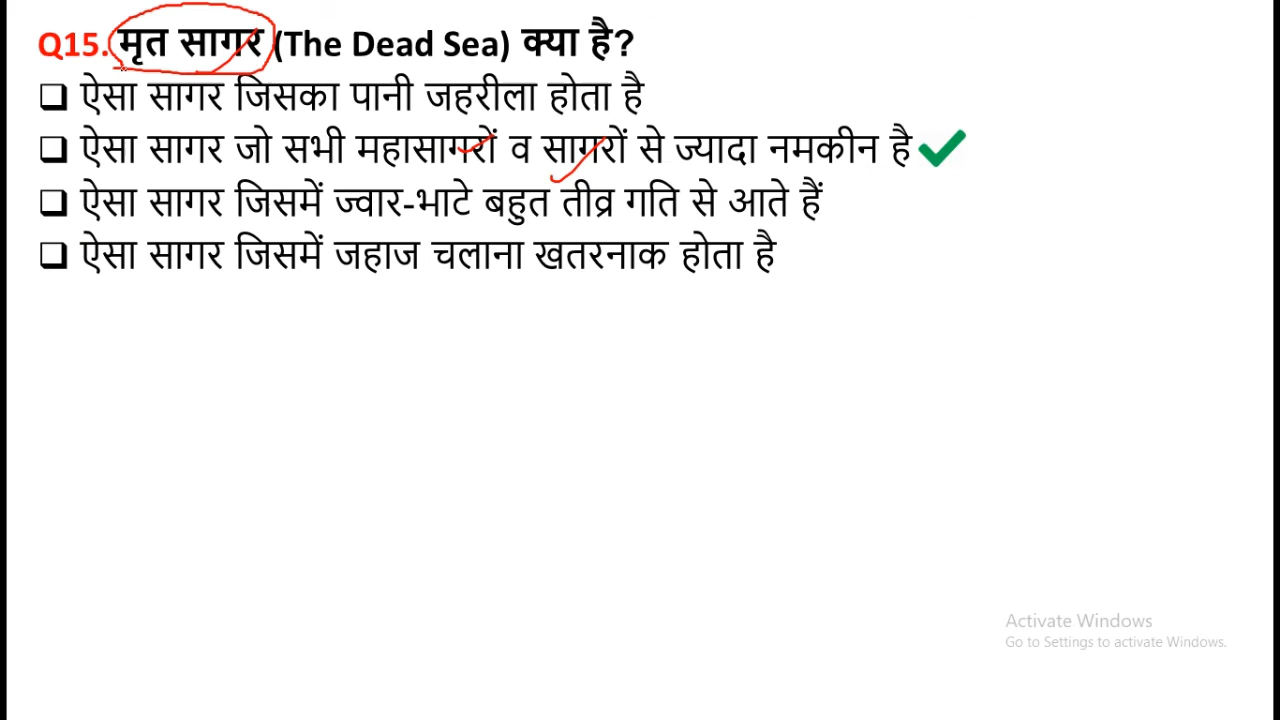 Q15. मृत सागर (The Dead Sea) क्या है?
❑ ऐसा सागर जिसका पानी जहरीला होता है
❑ ऐसा सागर जो सभी महासागरों व सागरों से ज्यादा नमकीन है
❑ ऐसा सागर जिसमें ज्वार-भाटे बहुत तीव्र गति से आते हैं
❑ ऐसा सागर जिसमें जहाज चलाना खतरनाक होता है
Activate Windows
Go to Settings to activate Windows.